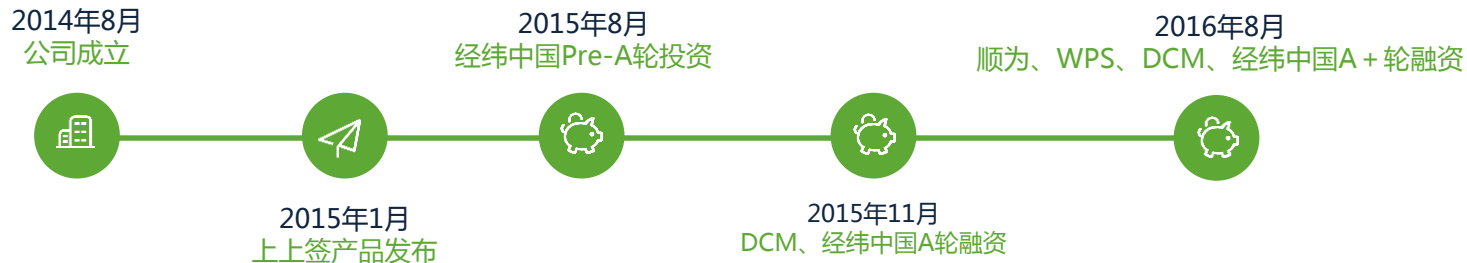 2014年8月
公司成立
2015年1月
上上签产品发布
2015年8月
经纬中国Pre-A轮投资
2015年11月
DCM、经纬中国A轮融资
2016年8月
顺为、WPS、DCM、经纬中国A+轮融资